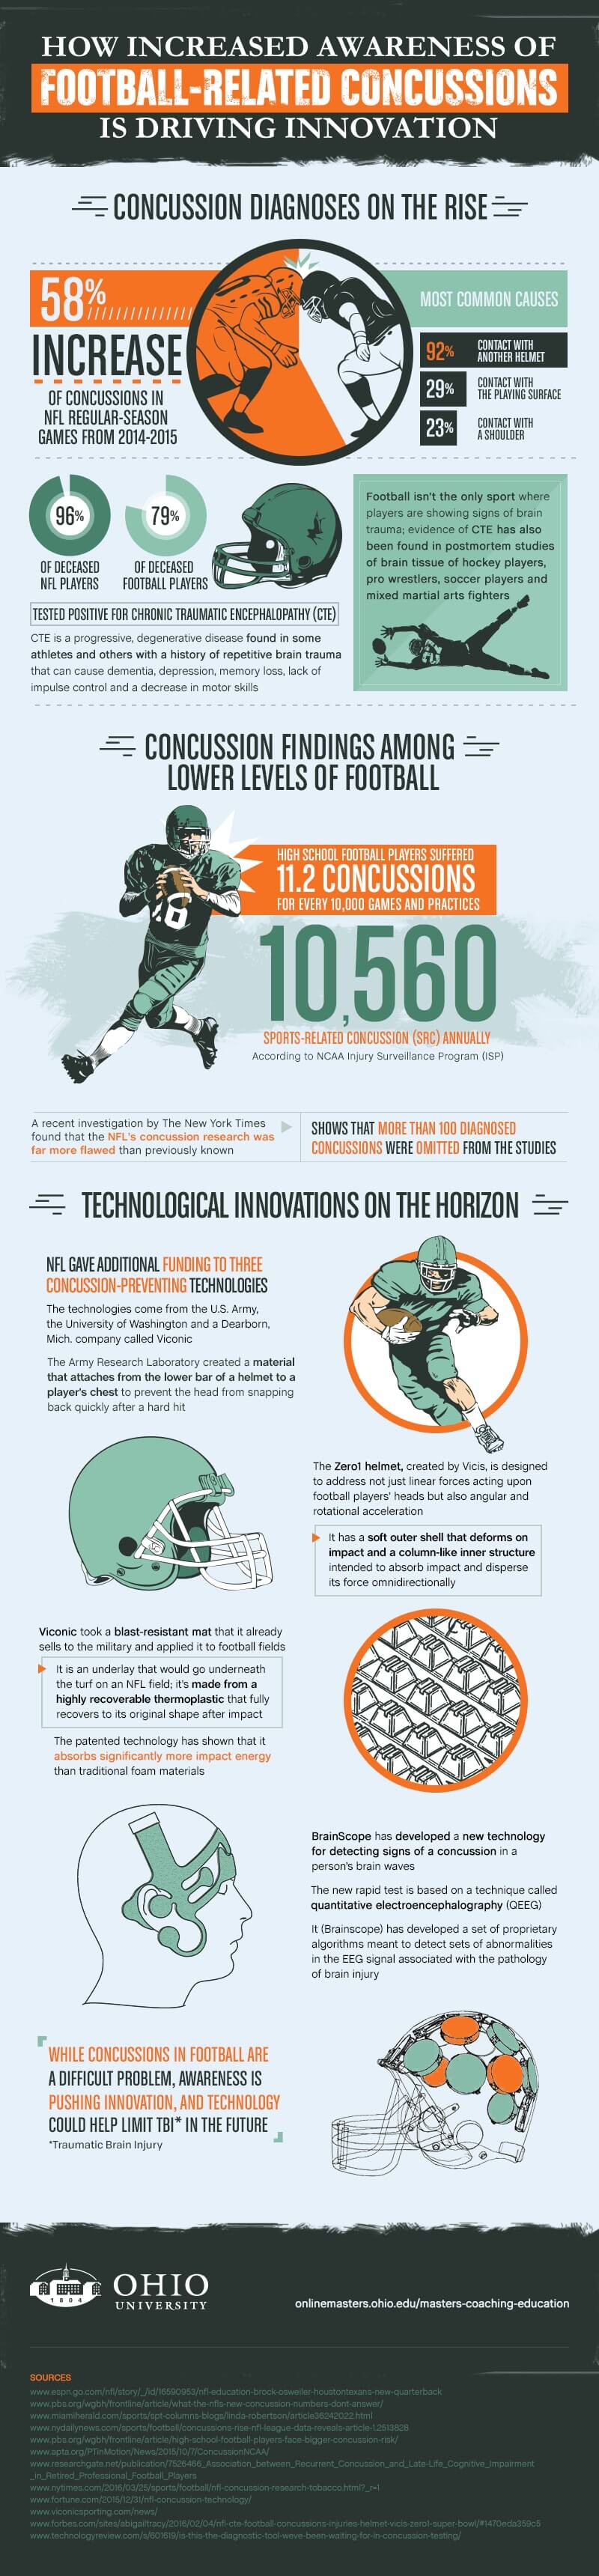 HOW INCREASED AWARENESS OF
FOOTBALL-RELATED CONCUSSIONS
IS DRIVING INNOVATION
CONCUSSION DIAGNOSES ON THE RISE
58%
INCREASE
OF CONCUSSIONS IN
NFL REGULAR-SEASON
GAMES FROM 2014-2015
MOST COMMON CAUSES
92% CONTACT WITH
ANOTHER HELMET
29% CONTACT WITH
THE PLAYING SURFACE
23% CONTACT WITH
A SHOULDER
96%
OF DECEASED
NFL PLAYERS
79%
OF DECEASED
FOOTBALL PLAYERS
TESTED POSITIVE FOR CHRONIC TRAUMATIC ENCEPHALOPATHY (CTE)
CTE is a progressive, degenerative disease found in some
athletes and others with a history of repetitive brain trauma
that can cause dementia, depression, memory loss, lack of
impulse control and a decrease in motor skills
Football isn't the only sport where
players are showing signs of brain
trauma; evidence of CTE has also
been found in postmortem studies
of brain tissue of hockey players,
pro wrestlers, soccer players and
mixed martial arts fighters
CONCUSSION FINDINGS AMONG
LOWER LEVELS OF FOOTBALL
HIGH SCHOOL FOOTBALL PLAYERS SUFFERED
11.2 CONCUSSIONS
FOR EVERY 10,000 GAMES AND PRACTICES
10,560
SPORTS-RELATED CONCUSSION (SRC) ANNUALLY
According to NCAA Injury Surveillance Program (ISP)
A recent investigation by The New York Times
found that the NFL's concussion research was
far more flawed than previously known
SHOWS THAT MORE THAN 100 DIAGNOSED
CONCUSSIONS WERE OMITTED FROM THE STUDIES
TECHNOLOGICAL INNOVATIONS ON THE HORIZON
NFL GAVE ADDITIONAL FUNDING TO THREE
CONCUSSION-PREVENTING TECHNOLOGIES
The technologies come from the U.S. Army,
the University of Washington and a Dearborn,
Mich. company called Viconic
The Army Research Laboratory created a material
that attaches from the lower bar of a helmet to a
player's chest to prevent the head from snapping
back quickly after a hard hit
The Zero1 helmet, created by Vicis, is designed
to address not just linear forces acting upon
football players' heads but also angular and
rotational acceleration
It has a soft outer shell that deforms on
impact and a column-like inner structure
intended to absorb impact and disperse
its force omnidirectionally
Viconic took a blast-resistant mat that it already
sells to the military and applied it to football fields
It is an underlay that would go underneath
the turf on an NFL field; it's made from a
highly recoverable thermoplastic that fully
recovers to its original shape after impact
The patented technology has shown that it
absorbs significantly more impact energy
than traditional foam materials
BrainScope has developed a new technology
for detecting signs of a concussion in a
person's brain waves
The new rapid test is based on a technique called
quantitative electroencephalography (QEEG)
It (Brainscope) has developed a set of proprietary
algorithms meant to detect sets of abnormalities
in the EEG signal associated with the pathology
of brain injury
WHILE CONCUSSIONS IN FOOTBALL ARE
A DIFFICULT PROBLEM, AWARENESS IS
PUSHING INNOVATION, AND TECHNOLOGY
COULD HELP LIMIT TBI* IN THE FUTURE
*Traumatic Brain Injury
1804
OHIO
UNIVERSITY
onlinemasters.ohio.edu/masters-coaching-education
SOURCES
www.espn.go.com/nfl/story/_/id/16590953/nfl-education-brock-osweiler-houstontexans-new-quarterback
www.pbs.org/wgbh/frontline/article/what-the-nfls-new-concussion-numbers-dont-answer/
www.miamiherald.com/sports/spt-columns-blogs/linda-robertson/article36242022.html
www.nydailynews.com/sports/football/concussions-rise-nfl-league-data-reveals-article-1.2513828
www.pbs.org/wgbh/frontline/article/high-school-football-players-face-bigger-concussion-risk/
www.apta.org/PTinMotion/News/2015/10/7/ConcussionNCAA/
www.researchgate.net/publication/7526466_Association_between_Recurrent_Concussion_and_Late-Life_Cognitive_Impairment
_in_Retired_Professional_Football_Players
www.nytimes.com/2016/03/25/sports/football/nfl-concussion-research-tobacco.html?_r=1
www.fortune.com/2015/12/31/nfl-concussion-technology/
www.viconicsporting.com/news/
www.forbes.com/sites/abigailtracy/2016/02/04/nfl-cte-football-concussions-injuries-helmet-vicis-zero1-super-bowl/#1470eda359c5
www.technologyreview.com/s/601619/is-this-the-diagnostic-tool-weve-been-waiting-for-in-concussion-testing/